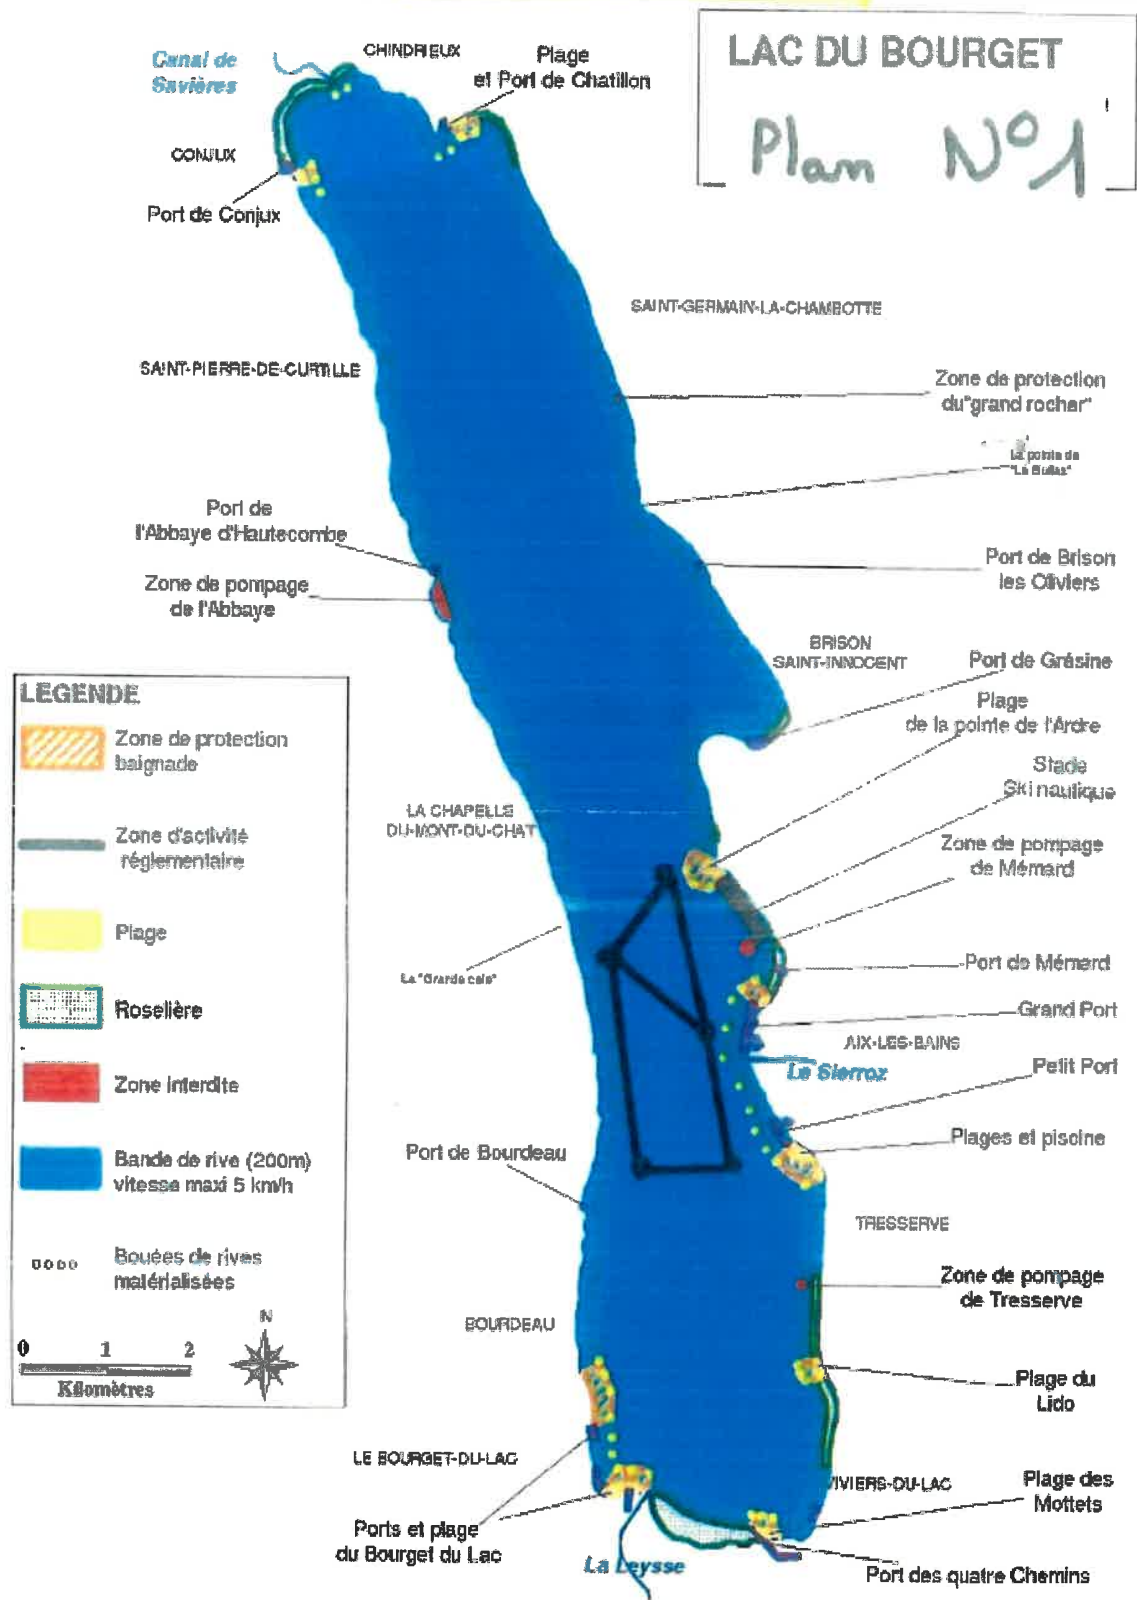 LAC DU BOURGET
Plan N°1
Canal de
Savières
CHINDRIEUX
Plage
et Port de Chatillon
CONJUX
Port de Conjux
SAINT-GERMAIN-LA-CHAMBOTTE
SAINT-PIERRE-DE-CURTILLE
Zone de protection
du"grand rocher"
La pointe de
Port de
l'Abbaye d'Hautecombe
Zone de pompage
de l'Abbaye
Port de Brison
les Oliviers
BRISON
SAINT-INNOCENT
Port de Grésine
Plage
de la pointe de l'Ardre
Stade
Ski nautique
LA CHAPELLE
DU-MONT-DU-CHAT
Zone de pompage
de Mémard
La "Grande cale"
Port de Mémard
Grand Port
AIX-LES-BAINS
Le Sierroz
Petit Port
Plages et piscine
Port de Bourdeau
TRESSERVE
Zone de pompage
de Tresserve
BOURDEAU
Plage du
Lido
LE BOURGET-DU-LAC
VIVIERS-DU-LAC
Plage des
Mottets
Ports et plage
du Bourget du Lac
La Leysse
Port des quatre Chemins
LEGENDE
Zone de protection
baignade
Zone d'activité
réglementaire
Plage
Roselière
Zone interdite
Bande de rive (200m)
vitesse maxi 5 km/h
Bouées de rives
matérialisées
N
0 1 2
Kilomètres